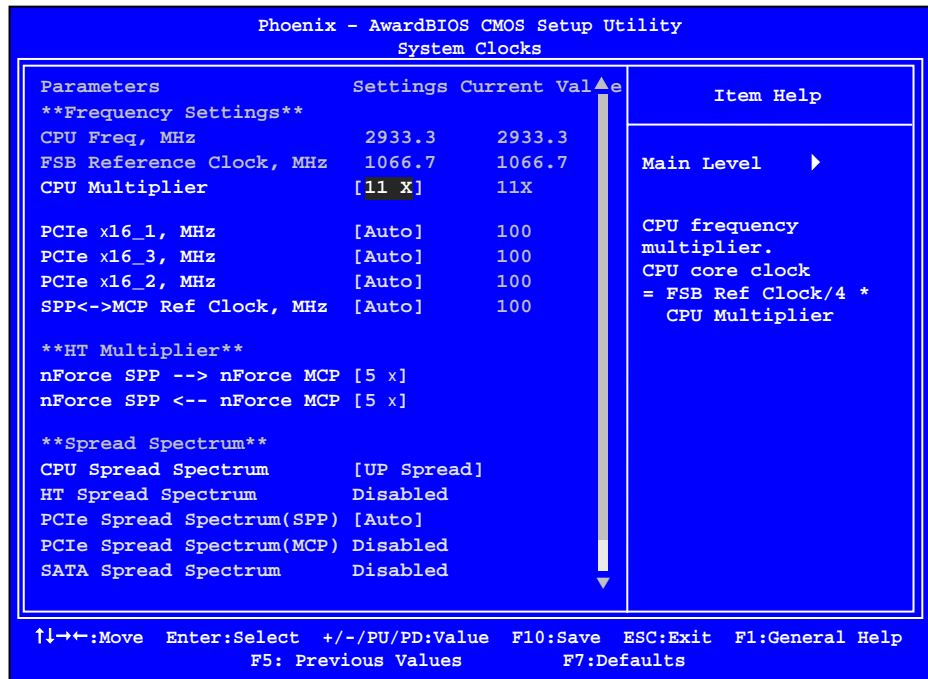 Phoenix – AwardBIOS CMOS Setup Utility
System Clocks
Parameters Settings Current Val e
**Frequency Settings**
CPU Freq, MHz 2933.3 2933.3
FSB Reference Clock, MHz 1066.7 1066.7
CPU Multiplier [11 X] 11X
PCIe x16_1, MHz [Auto] 100
PCIe x16_3, MHz [Auto] 100
PCIe x16_2, MHz [Auto] 100
SPP<->MCP Ref Clock, MHz [Auto] 100
**HT Multiplier**
nForce SPP --> nForce MCP [5 x]
nForce SPP <-- nForce MCP [5 x]
**Spread Spectrum**
CPU Spread Spectrum [UP Spread]
HT Spread Spectrum Disabled
PCIe Spread Spectrum(SPP) [Auto]
PCIe Spread Spectrum(MCP) Disabled
SATA Spread Spectrum Disabled
Item Help
Main Level
CPU frequency
multiplier.
CPU core clock
= FSB Ref Clock/4 *
CPU Multiplier
↑↓→←:Move Enter:Select +/-/PU/PD:Value F10:Save ESC:Exit F1:General Help
F5: Previous Values F7:Defaults